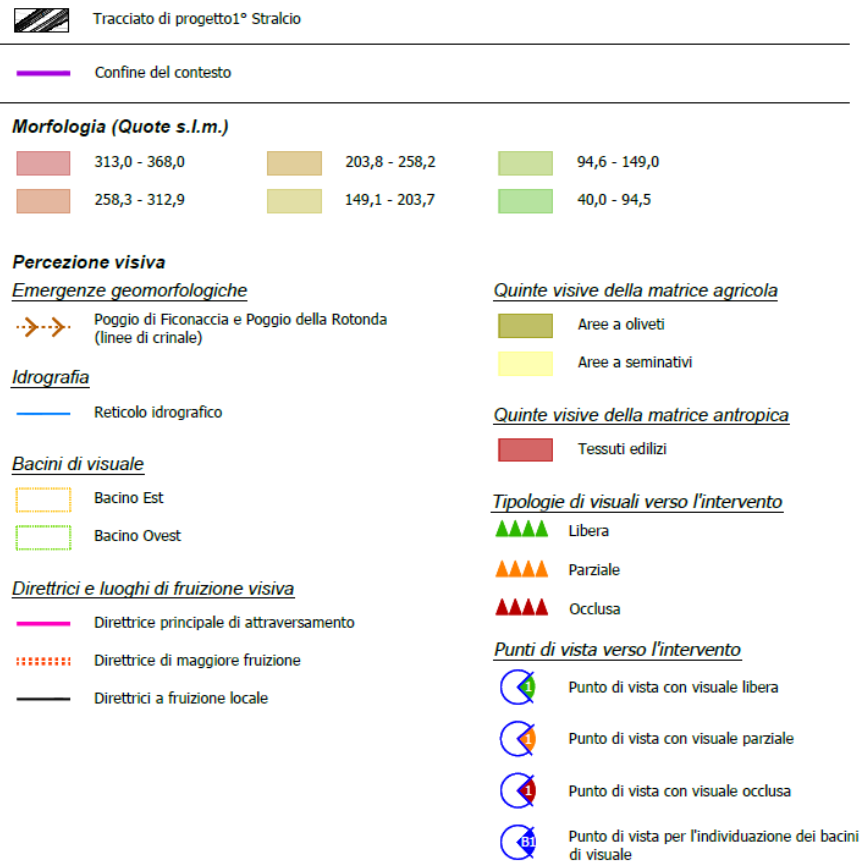 Tracciato di progetto1° Stralcio
Confine del contesto
Morfologia (Quote s.l.m.)
313,0 - 368,0
203,8 - 258,2
94,6 - 149,0
258,3 - 312,9
149,1 - 203,7
40,0 - 94,5
Percezione visiva
Emergenze geomorfologiche
Poggio di Ficonaccia e Poggio della Rotonda
(linee di crinale)
Idrografia
Reticolo idrografico
Bacini di visuale
Bacino Est
Bacino Ovest
Direttrici e luoghi di fruizione visiva
Direttrice principale di attraversamento
Direttrice di maggiore fruizione
Direttrici a fruizione locale
Quinte visive della matrice agricola
Aree a oliveti
Aree a seminativi
Quinte visive della matrice antropica
Tessuti edilizi
Tipologie di visuali verso l'intervento
Libera
Parziale
Occlusa
Punti di vista verso l'intervento
1
Punto di vista con visuale libera
1
Punto di vista con visuale parziale
1
Punto di vista con visuale occlusa
B1
Punto di vista per l'individuazione dei bacini
di visuale